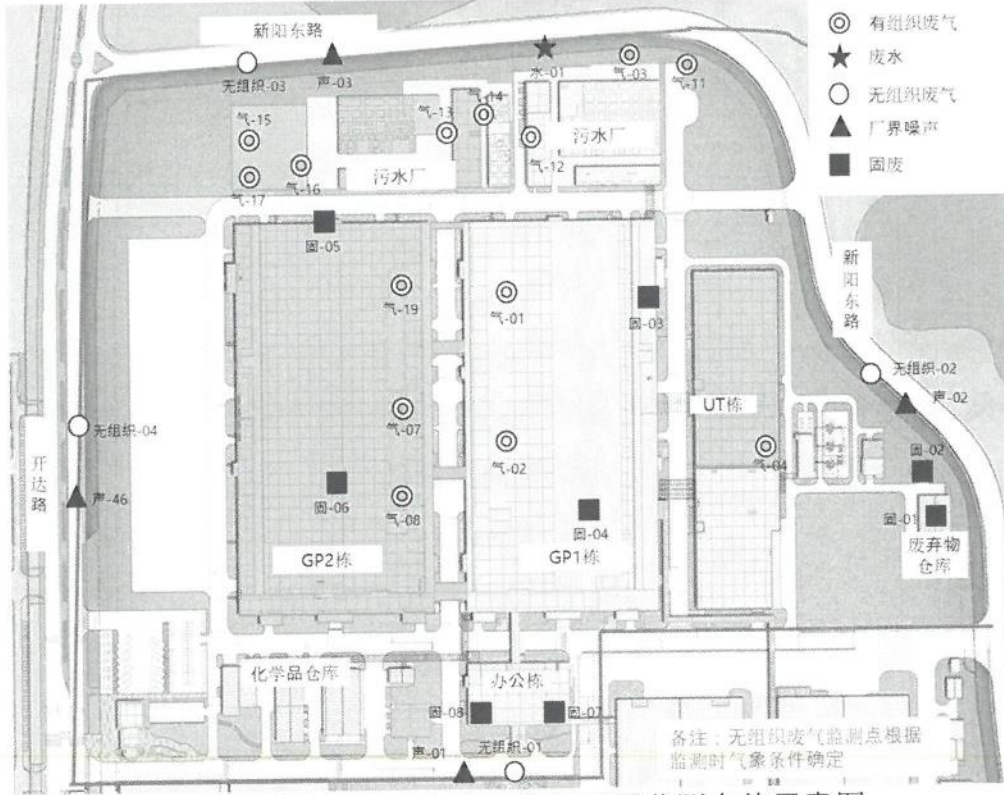 新阳东路
有组织废气
废水
无组织废气
厂界噪声
固废
无组织-03
声-03
水-01
气-03
气-11
气-15
气-13
气-14
污水厂
气-12
气-16
污水厂
气-17
固-05
新阳东路
气-19
气-01
固-03
无组织-02
声-02
UT栋
无组织-04
气-07
气-02
气-04
固-02
开达路
声-46
固-06
气-08
固-04
固-01
废弃物
仓库
GP2栋
GP1栋
化学品仓库
办公栋
固-08
固-07
备注：无组织废气监测点根据
监测时气象条件确定
声-01
无组织-01